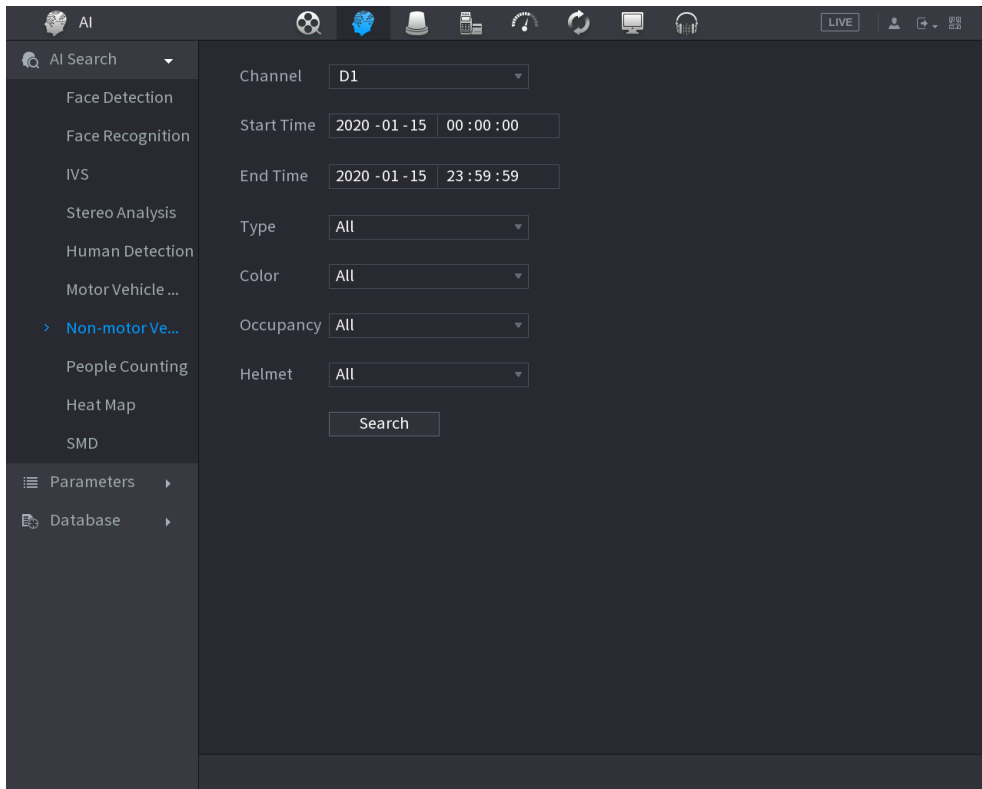 AI
LIVE
AI Search
Face Detection
Face Recognition
IVS
Stereo Analysis
Human Detection
Motor Vehicle ...
Non-motor Ve...
People Counting
Heat Map
SMD
Parameters
Database
Channel D1
Start Time 2020 -01 -15 00 : 00 : 00
End Time 2020 -01 -15 23 : 59 : 59
Type All
Color All
Occupancy All
Helmet All
Search